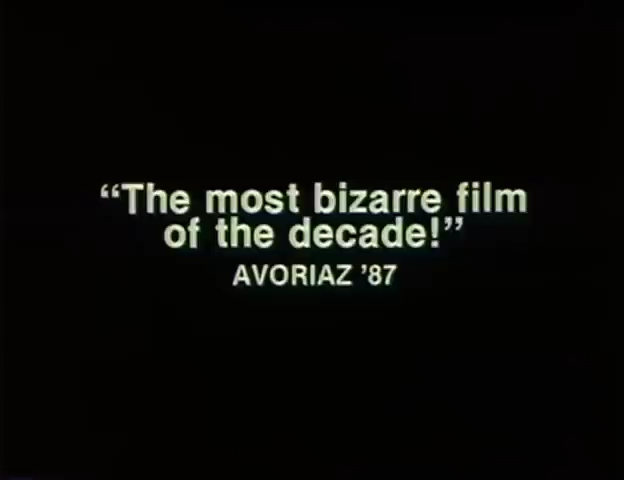 “The most bizarre film
of the decade!”
AVORIAZ ’87